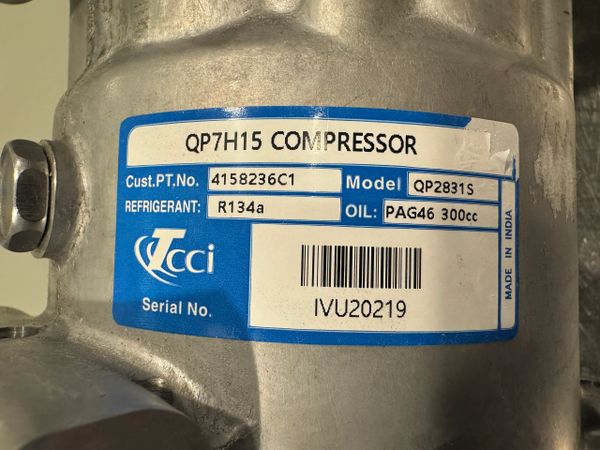 QP7H15 COMPRESSOR
Cust.PT.No. 4158236C1 Model QP2831S
REFRIGERANT: R134a OIL: PAG46 300cc
Tcci
Serial No. IVU20219
MADE IN INDIA